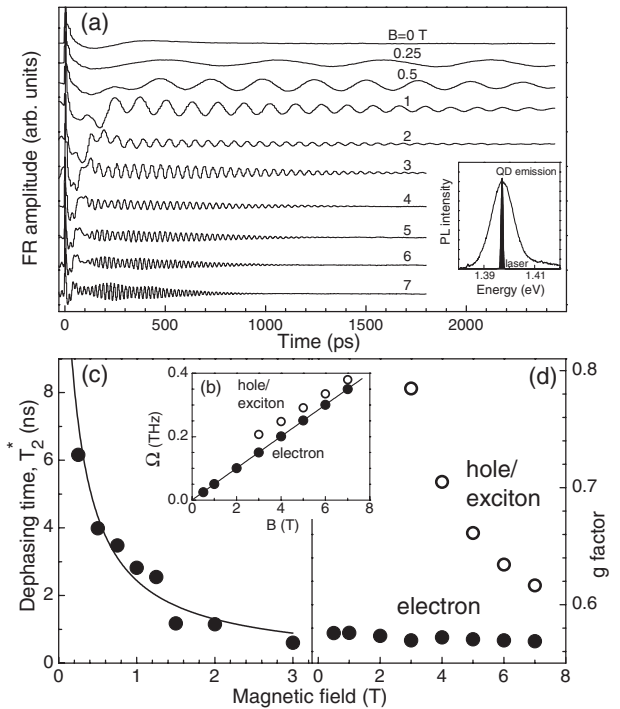 (a)
B=0 T
0.25
0.5
1
2
3
4
5
6
7
FR amplitude (arb. units)
0 500 1000 1500 2000
Time (ps)
PL intensity
QD emission
laser
1.39 1.41
Energy (eV)
(c)
Dephasing time, T2* (ns)
0
2
4
6
8
0 1 2 3
(b)
Ω (THz)
0.0
0.2
0.4
hole/
exciton
electron
0 2 4 6 8
B (T)
(d)
hole/
exciton
electron
g factor
0.8
0.7
0.6
0 2 4 6 8
Magnetic field (T)